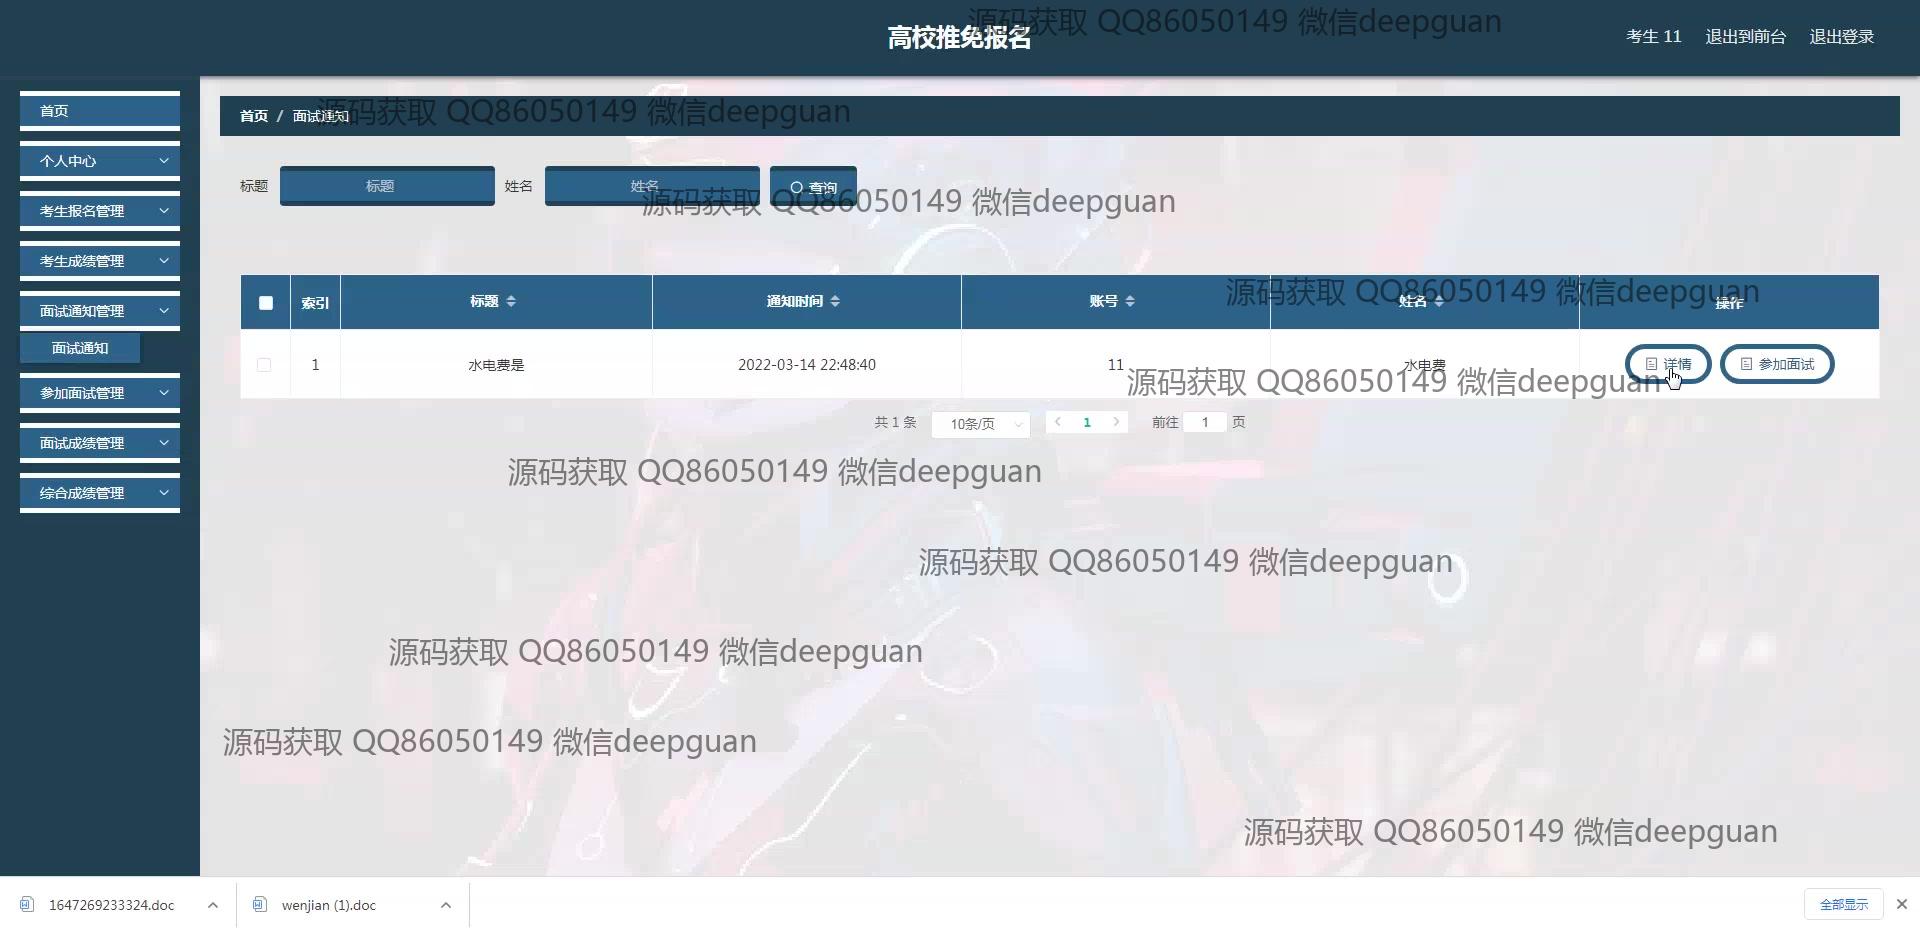 源码获取 QQ86050149 微信deepguan
高校推免报名
考生 11 退出到前台 退出登录
首页
个人中心
考生报名管理
考生成绩管理
面试通知管理
面试通知
参加面试管理
面试成绩管理
综合成绩管理
首页 / 面试通知
源码获取 QQ86050149 微信deepguan
标题 标题 姓名 姓名 查询
源码获取 QQ86050149 微信deepguan
索引 标题 通知时间 账号 姓名 操作
源码获取 QQ86050149 微信deepguan
1 水电费是 2022-03-14 22:48:40 11 水电费 详情 参加面试
源码获取 QQ86050149 微信deepguan
共 1 条 10条/页 1 前往 1 页
源码获取 QQ86050149 微信deepguan
源码获取 QQ86050149 微信deepguan
源码获取 QQ86050149 微信deepguan
源码获取 QQ86050149 微信deepguan
源码获取 QQ86050149 微信deepguan
1647269233324.doc wenjian (1).doc 全部显示